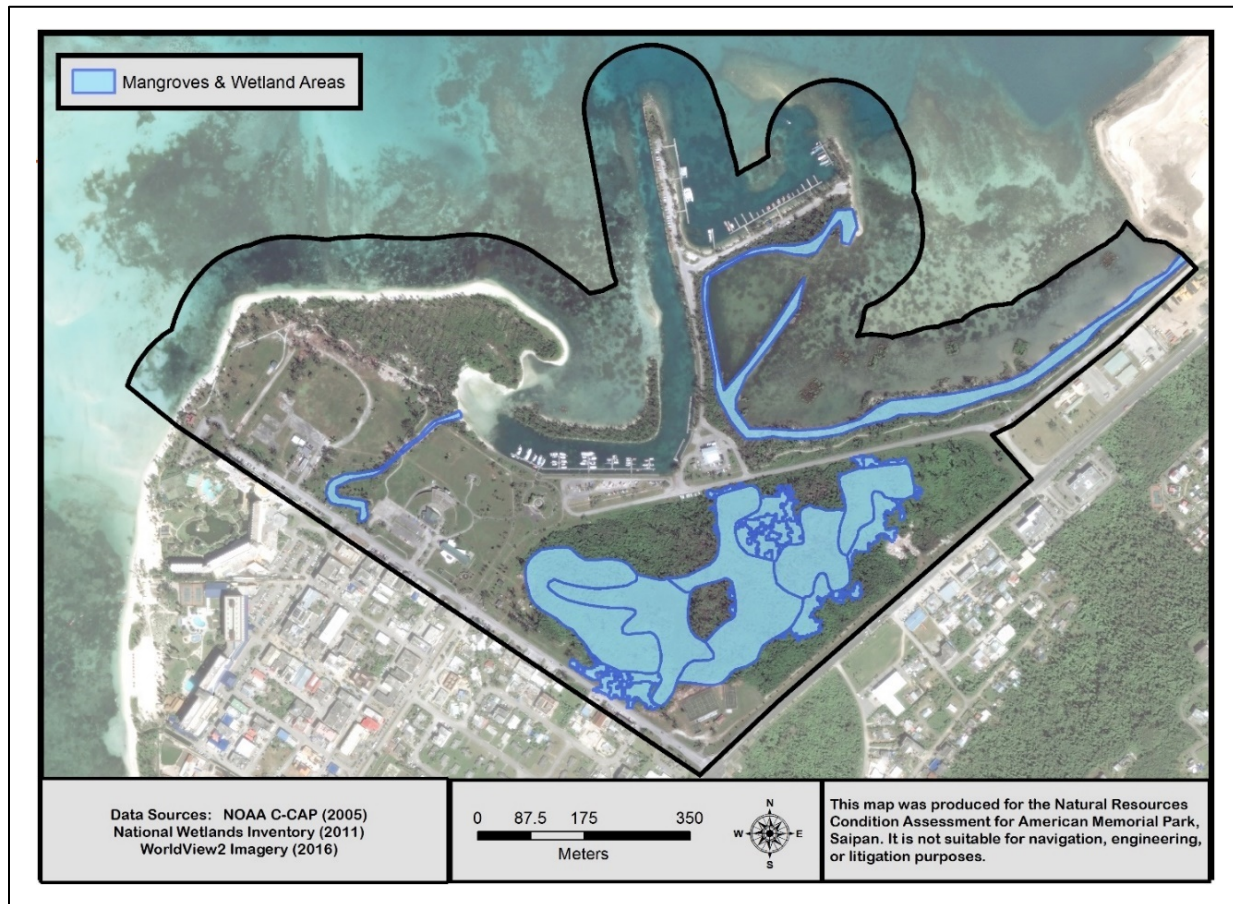 Mangroves & Wetland Areas
Data Sources: NOAA C-CAP (2005)
National Wetlands Inventory (2011)
WorldView2 Imagery (2016)
0 87.5 175 350
Meters
N
W E
S
This map was produced for the Natural Resources
Condition Assessment for American Memorial Park,
Saipan. It is not suitable for navigation, engineering,
or litigation purposes.